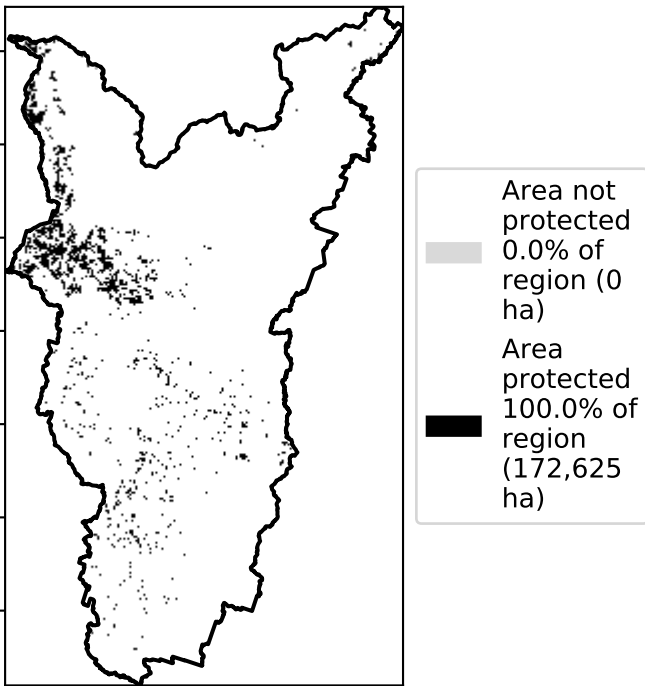 Area not
protected
0.0% of
region (0
ha)
Area
protected
100.0% of
region
(172,625
ha)